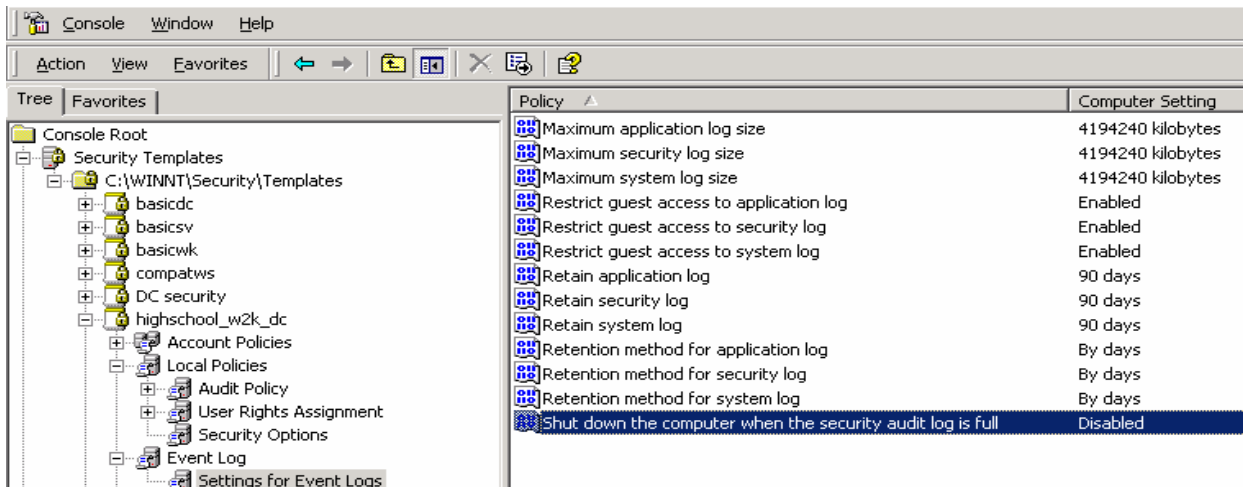 Console Window Help
Action View Favorites
Tree Favorites
Console Root
Security Templates
C:\WINNT\Security\Templates
basicdc
basicsv
basicwk
compatws
DC security
highschool_w2k_dc
Account Policies
Local Policies
Audit Policy
User Rights Assignment
Security Options
Event Log
Settings for Event Logs
Policy Computer Setting
Maximum application log size 4194240 kilobytes
Maximum security log size 4194240 kilobytes
Maximum system log size 4194240 kilobytes
Restrict guest access to application log Enabled
Restrict guest access to security log Enabled
Restrict guest access to system log Enabled
Retain application log 90 days
Retain security log 90 days
Retain system log 90 days
Retention method for application log By days
Retention method for security log By days
Retention method for system log By days
Shut down the computer when the security audit log is full Disabled